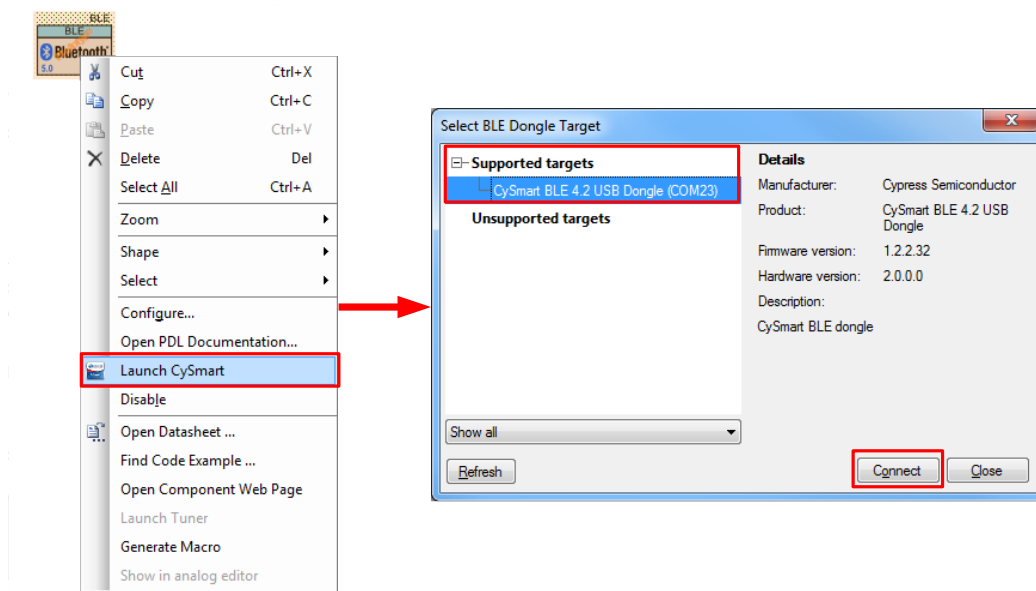 BLE
BLE
Bluetooth
5.0
Cut Ctrl+X
Copy Ctrl+C
Paste Ctrl+V
Delete Del
Select All Ctrl+A
Zoom
Shape
Select
Configure...
Open PDL Documentation...
Launch CySmart
Disable
Open Datasheet ...
Find Code Example ...
Open Component Web Page
Launch Tuner
Generate Macro
Show in analog editor
Select BLE Dongle Target
Supported targets
CySmart BLE 4.2 USB Dongle (COM23)
Unsupported targets
Show all
Refresh
Details
Manufacturer: Cypress Semiconductor
Product: CySmart BLE 4.2 USB
Dongle
Firmware version: 1.2.2.32
Hardware version: 2.0.0.0
Description:
CySmart BLE dongle
Connect Close